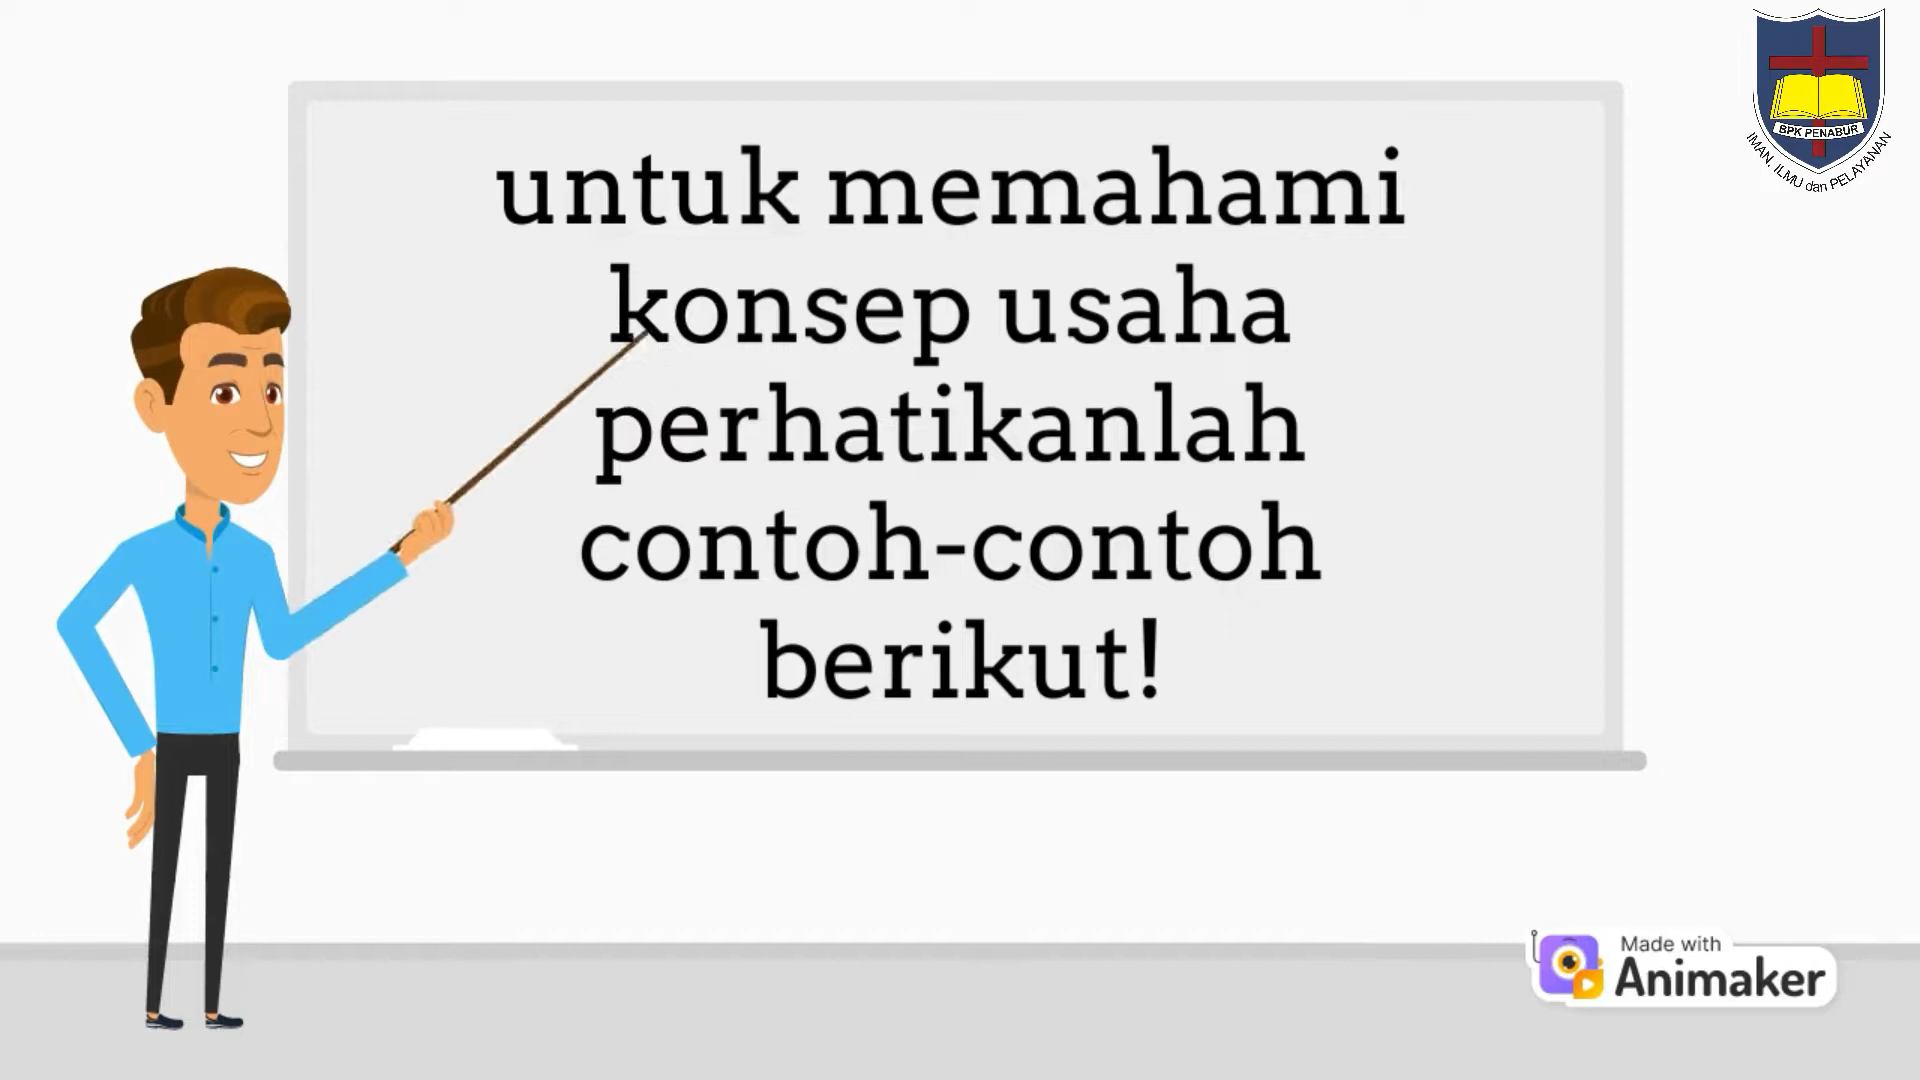 untuk memahami
konsep usaha
perhatikanlah
contoh-contoh
berikut!
BPK PENABUR
IMAN, ILMU dan PELAYANAN
Made with
Animaker